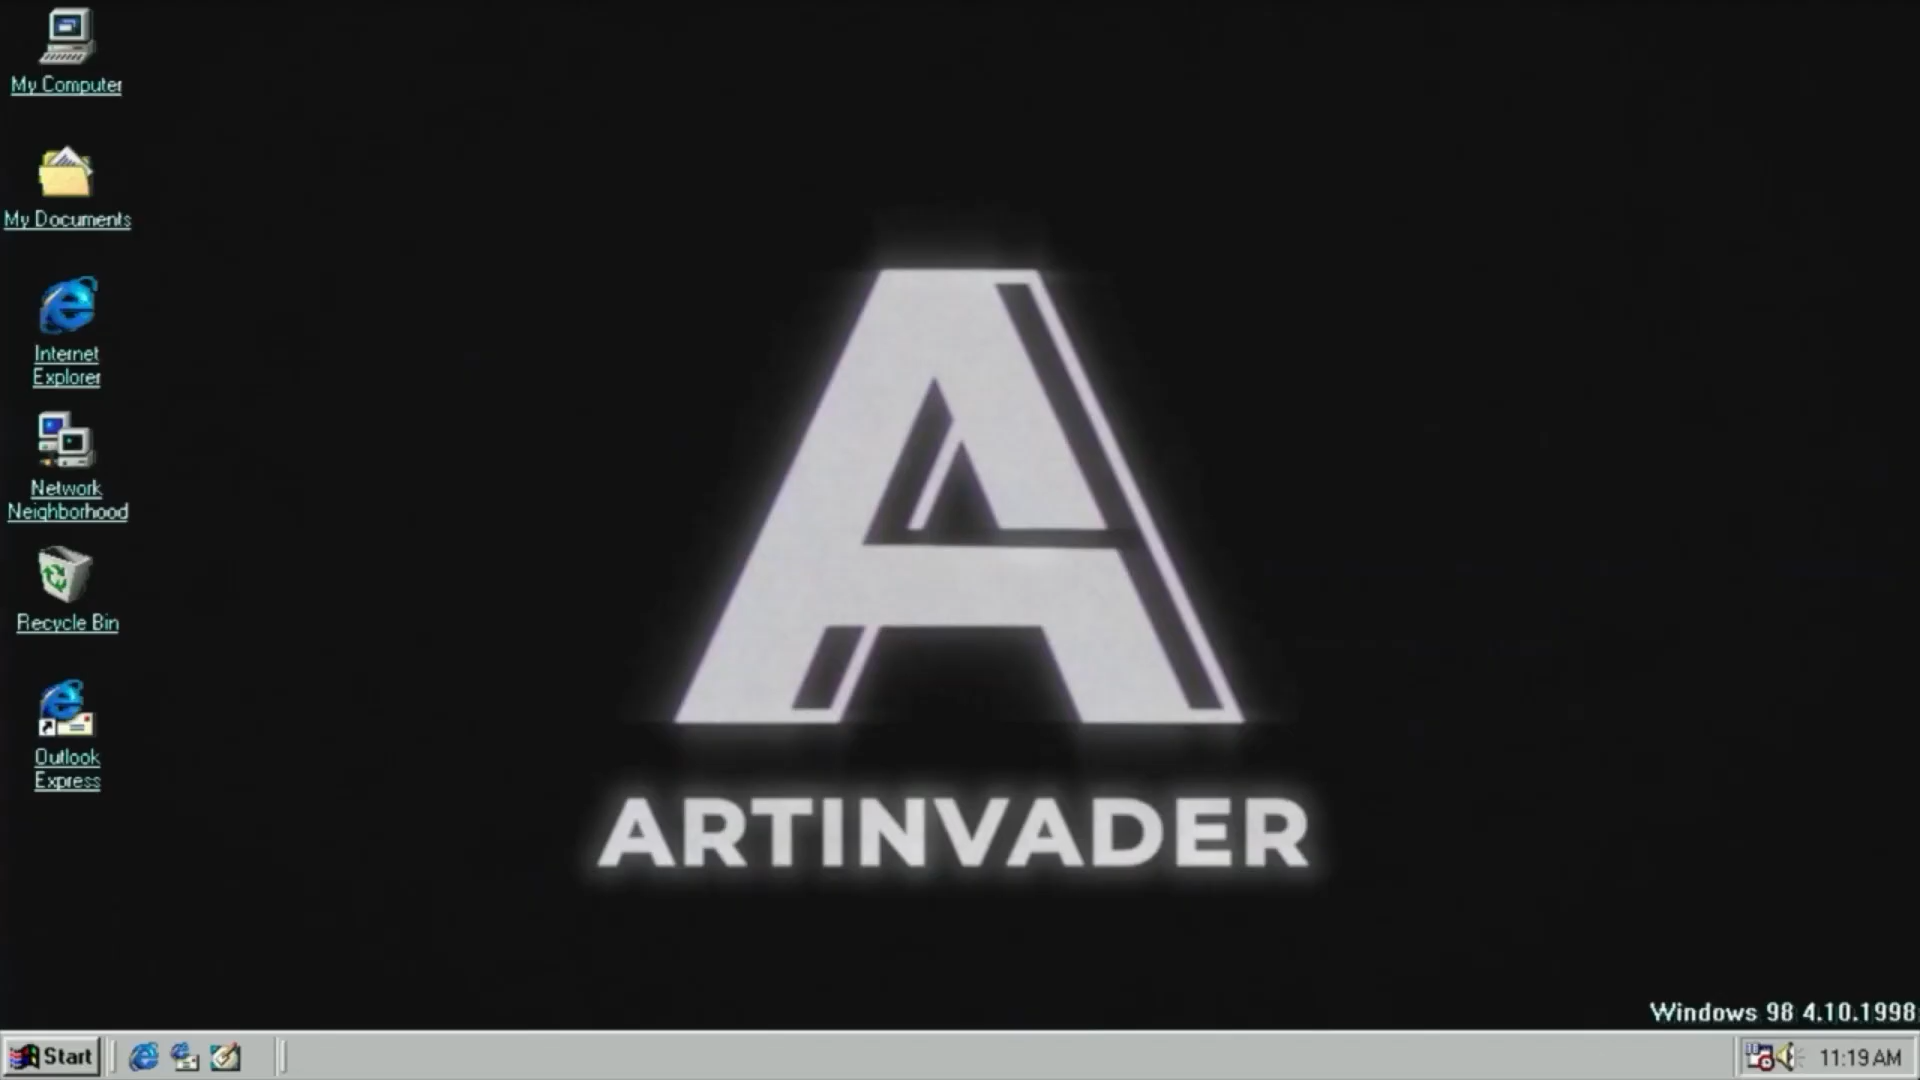 My Computer
My Documents
Internet
Explorer
Network
Neighborhood
Recycle Bin
Outlook
Express
A
ARTINVADER
Windows 98 4.10.1998
Start
11:19 AM